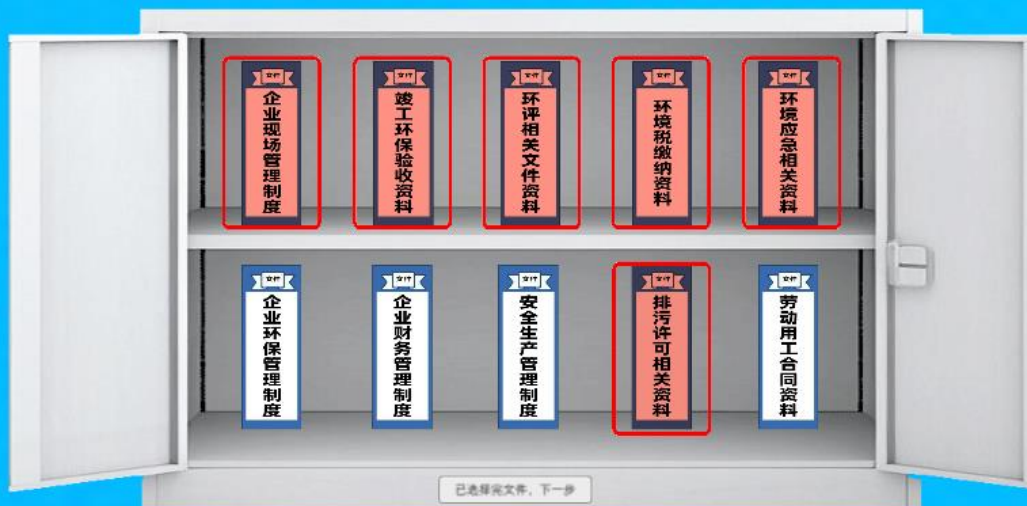 文件
企业现场管理制度
文件
竣工环保验收资料
文件
环评相关文件资料
文件
环境税缴纳资料
文件
环境应急相关资料
文件
企业环保管理制度
文件
企业财务管理制度
文件
安全生产管理制度
文件
排污许可相关资料
文件
劳动用工合同资料
已选择完文件，下一步